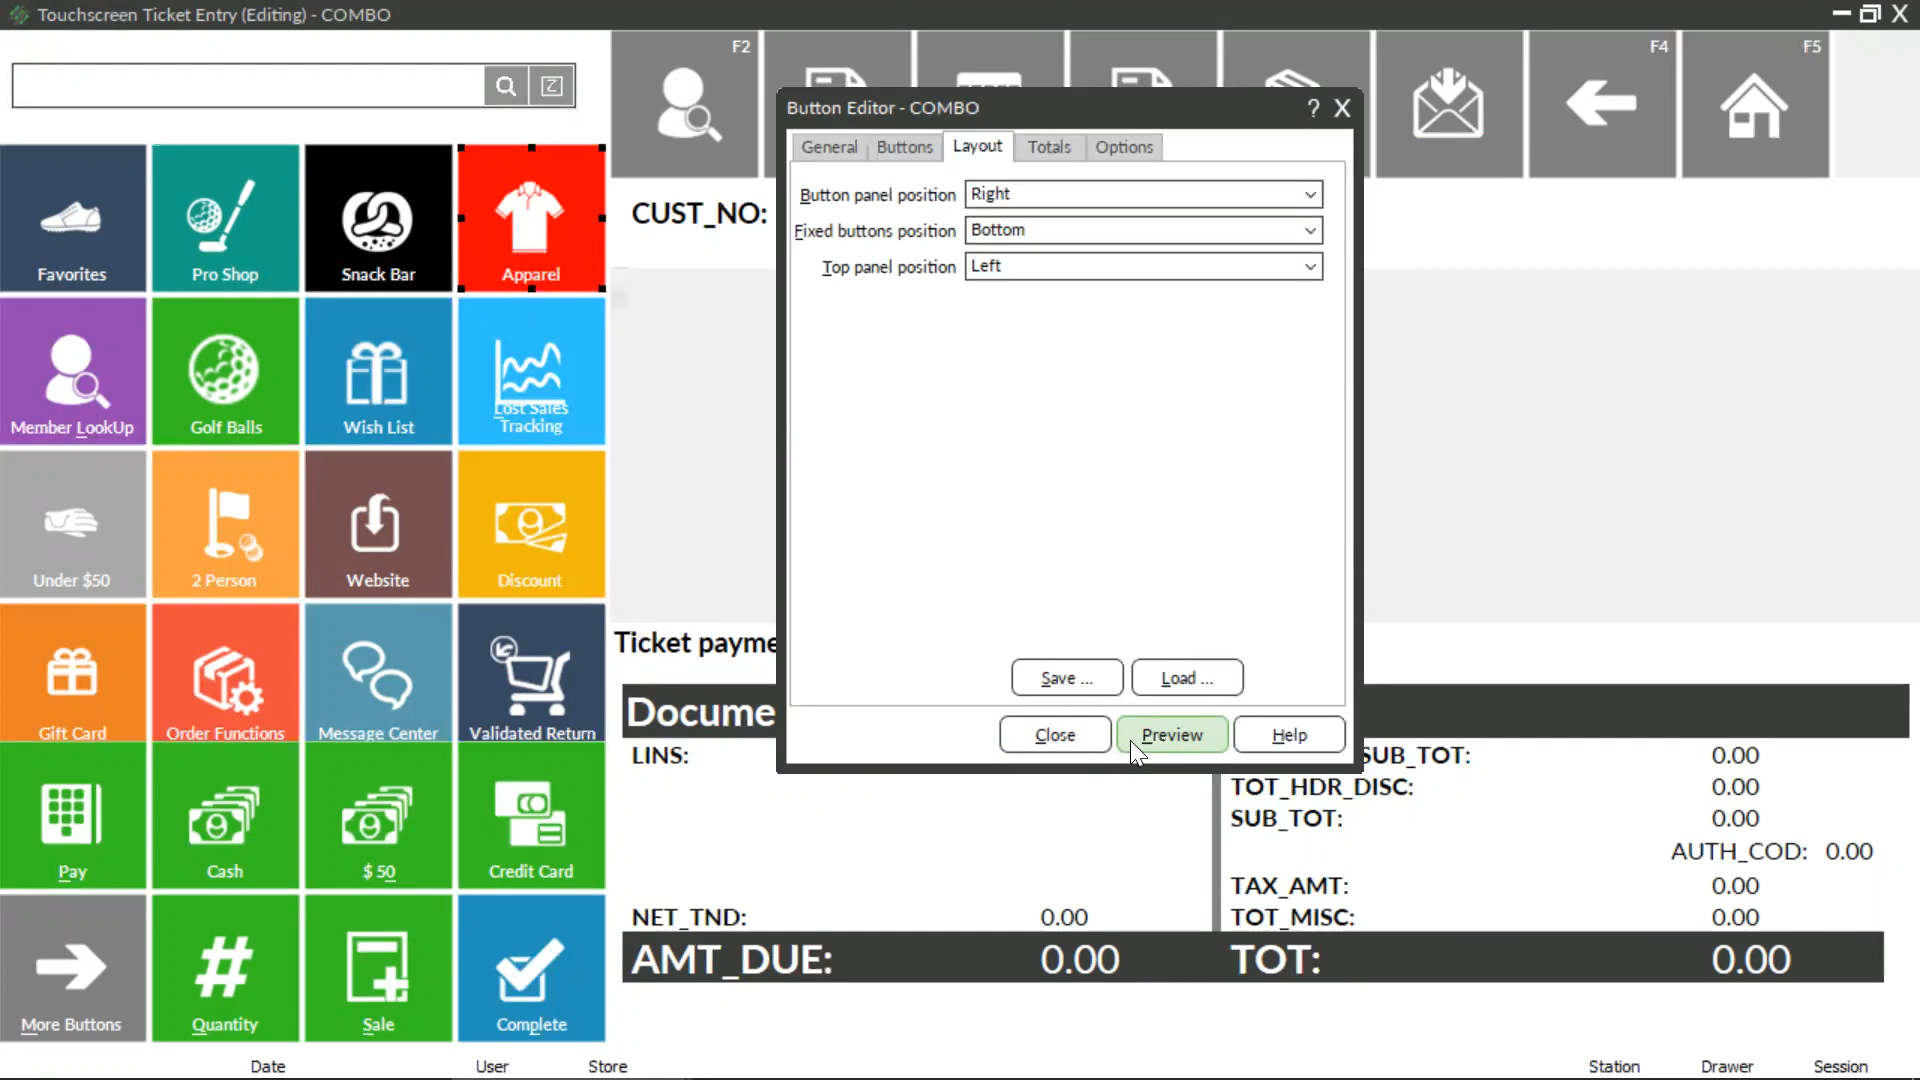 Touchscreen Ticket Entry (Editing) - COMBO
F2
F4
F5
Button Editor - COMBO
? X
General
Buttons
Layout
Totals
Options
Button panel position
Right
Fixed buttons position
Bottom
Top panel position
Left
Save ...
Load ...
Close
Preview
Help
Favorites
Pro Shop
Snack Bar
Apparel
Member LookUp
Golf Balls
Wish List
Lost Sales
Tracking
Under $50
2 Person
Website
Discount
Gift Card
Order Functions
Message Center
Validated Return
Pay
Cash
$ 50
Credit Card
More Buttons
#
Quantity
Sale
Complete
CUST_NO:
Ticket payme
Docume
LINS:
SUB_TOT:
0.00
TOT_HDR_DISC:
0.00
SUB_TOT:
0.00
AUTH_COD: 0.00
TAX_AMT:
0.00
NET_TND:
0.00
TOT_MISC:
0.00
AMT_DUE:
0.00
TOT:
0.00
Date
User
Store
Station
Drawer
Session